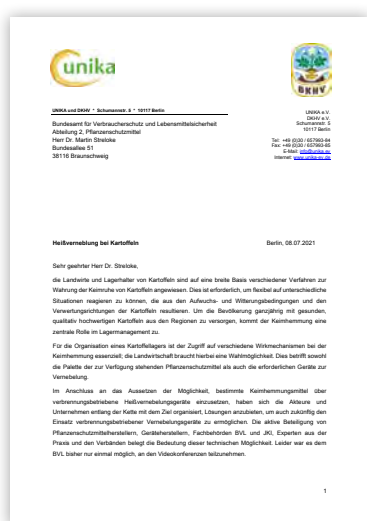 unika
DKHV
UNIKA und DKHV * Schumannstr. 5 * 10117 Berlin
UNIKA e.V.
DKHV e.V.
Schumannstr. 5
10117 Berlin
Bundesamt für Verbraucherschutz und Lebensmittelsicherheit
Abteilung 2, Pflanzenschutzmittel
Herr Dr. Martin Streloke
Bundesallee 51
38116 Braunschweig
Tel: +49 (0)30 / 657993-84
Fax: +49 (0)30 / 657993-85
E-Mail: info@unika.ev
Internet: www.unika-ev.de
Heißverneblung bei Kartoffeln Berlin, 08.07.2021
Sehr geehrter Herr Dr. Streloke,
die Landwirte und Lagerhalter von Kartoffeln sind auf eine breite Basis verschiedener Verfahren zur
Wahrung der Keimruhe von Kartoffeln angewiesen. Dies ist erforderlich, um flexibel auf unterschiedliche
Situationen reagieren zu können, die aus den Aufwuchs- und Witterungsbedingungen und den
Verwertungsrichtungen der Kartoffeln resultieren. Um die Bevölkerung ganzjährig mit gesunden,
qualitativ hochwertigen Kartoffeln aus den Regionen zu versorgen, kommt der Keimhemmung eine
zentrale Rolle im Lagermanagement zu.
Für die Organisation eines Kartoffellagers ist der Zugriff auf verschiedene Wirkmechanismen bei der
Keimhemmung essenziell; die Landwirtschaft braucht hierbei eine Wahlmöglichkeit. Dies betrifft sowohl
die Palette der zur Verfügung stehenden Pflanzenschutzmittel als auch die erforderlichen Geräte zur
Vernebelung.
Im Anschluss an das Aussetzen der Möglichkeit, bestimmte Keimhemmungsmittel über
verbrennungsbetriebene Heißvernebelungsgeräte einzusetzen, haben sich die Akteure und
Unternehmen entlang der Kette mit dem Ziel organisiert, Lösungen anzubieten, um auch zukünftig den
Einsatz verbrennungsbetriebener Vernebelungsgeräte zu ermöglichen. Die aktive Beteiligung von
Pflanzenschutzmittelherstellern, Geräteherstellern, Fachbehörden BVL und JKI, Experten aus der
Praxis und den Verbänden belegt die Bedeutung dieser technischen Möglichkeit. Leider war es dem
BVL bisher nur einmal möglich, an den Videokonferenzen teilzunehmen.
1